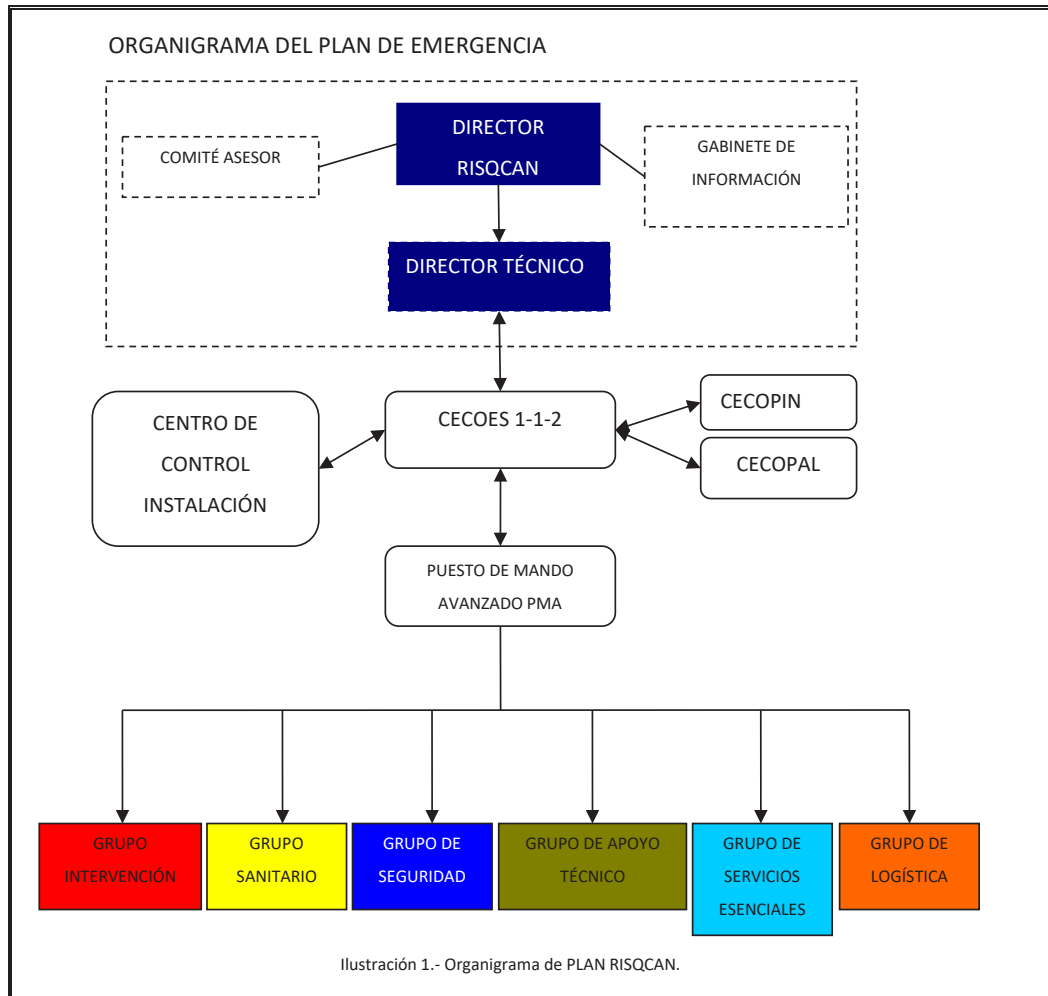 ORGANIGRAMA DEL PLAN DE EMERGENCIA
COMITÉ ASESOR
DIRECTOR
RISQCAN
GABINETE DE
INFORMACIÓN
DIRECTOR TÉCNICO
CENTRO DE
CONTROL
INSTALACIÓN
CECOES 1-1-2
CECOPIN
CECOPAL
PUESTO DE MANDO
AVANZADO PMA
GRUPO
INTERVENCIÓN
GRUPO
SANITARIO
GRUPO DE
SEGURIDAD
GRUPO DE APOYO
TÉCNICO
GRUPO DE
SERVICIOS
ESENCIALES
GRUPO DE
LOGÍSTICA
Ilustración 1.- Organigrama de PLAN RISQCAN.